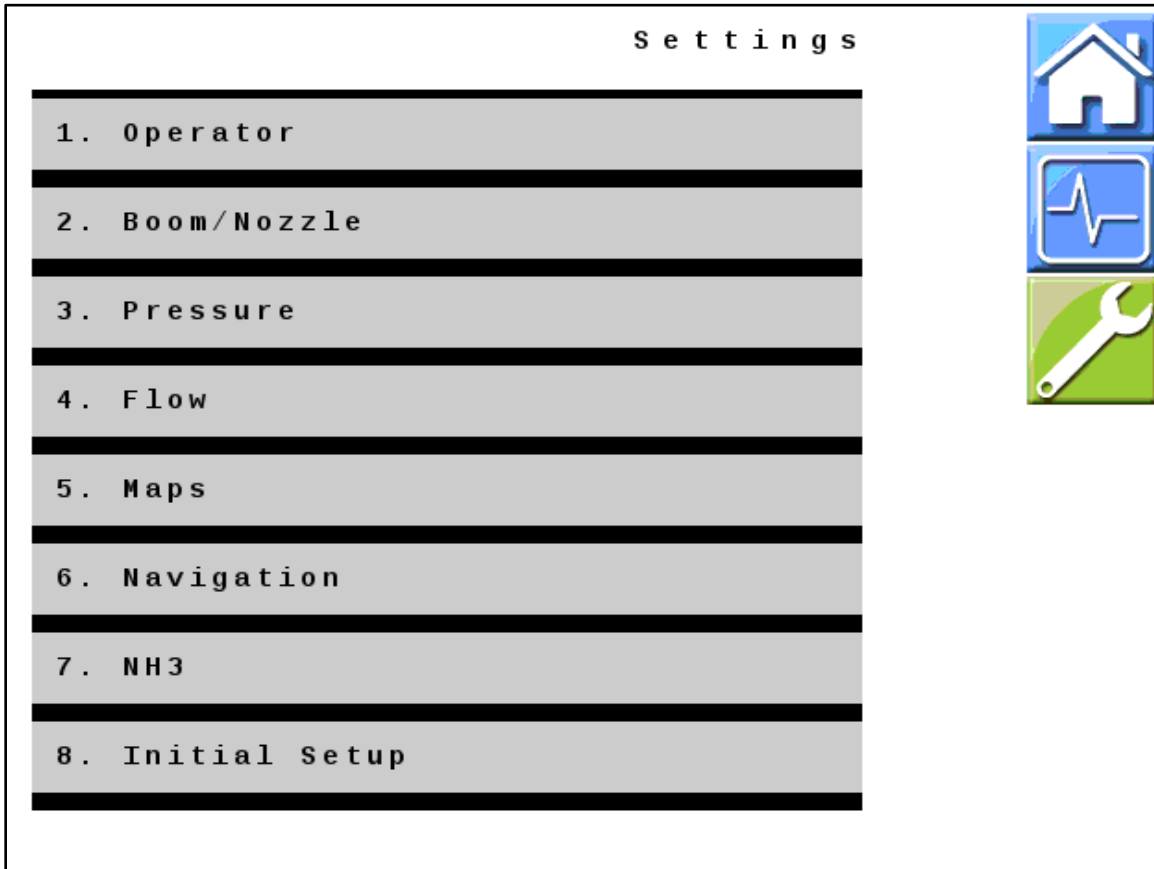 Settings
1. Operator
2. Boom/Nozzle
3. Pressure
4. Flow
5. Maps
6. Navigation
7. NH3
8. Initial Setup